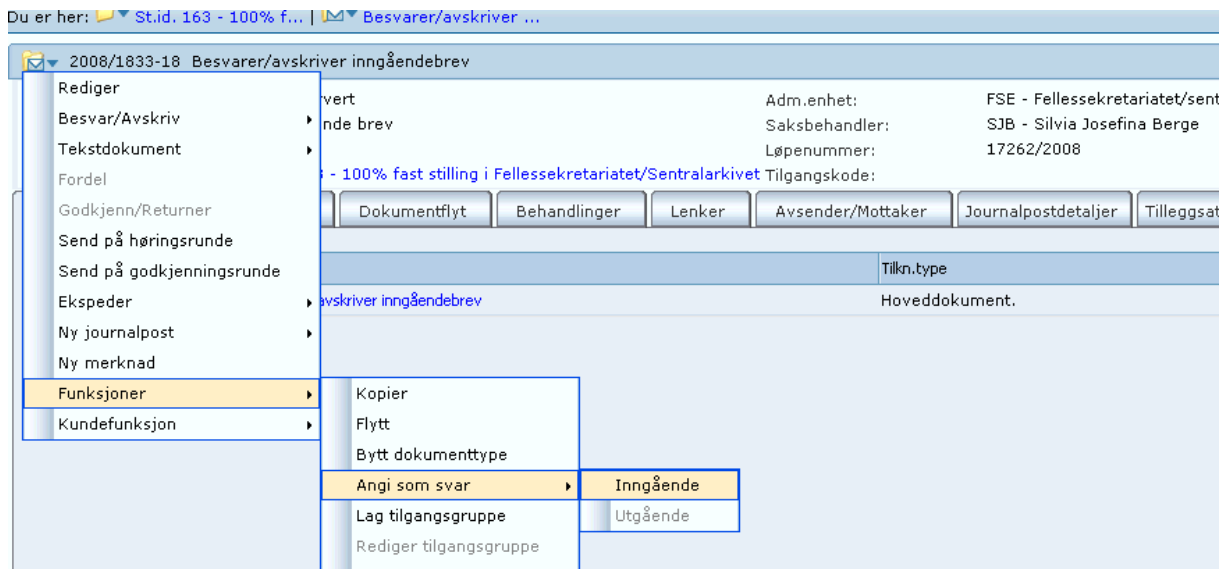 Du er her: St.id. 163 - 100% f... | Besvarer/avskriver ...
2008/1833-18 Besvarer/avskriver inngåendebrev
Rediger
Besvar/Avskriv
Tekstdokument
Fordel
Godkjenn/Returner
Send på høringsrunde
Send på godkjenningsrunde
Ekspeder
Ny journalpost
Ny merknad
Funksjoner
Kundefunksjon
vert
nde brev
- 100% fast stilling i Fellessekretariatet/Sentralarkivet
Adm.enhet: FSE - Fellessekretariatet/sent
Saksbehandler: SJB - Silvia Josefina Berge
Løpenummer: 17262/2008
Tilgangskode:
Dokumentflyt Behandlinger Lenker Avsender/Mottaker Journalpostdetaljer Tilleggsat
Tilkn.type
avskriver inngåendebrev Hoveddokument.
Kopier
Flytt
Bytt dokumenttype
Angi som svar
Lag tilgangsgruppe
Rediger tilgangsgruppe
Inngående
Utgående